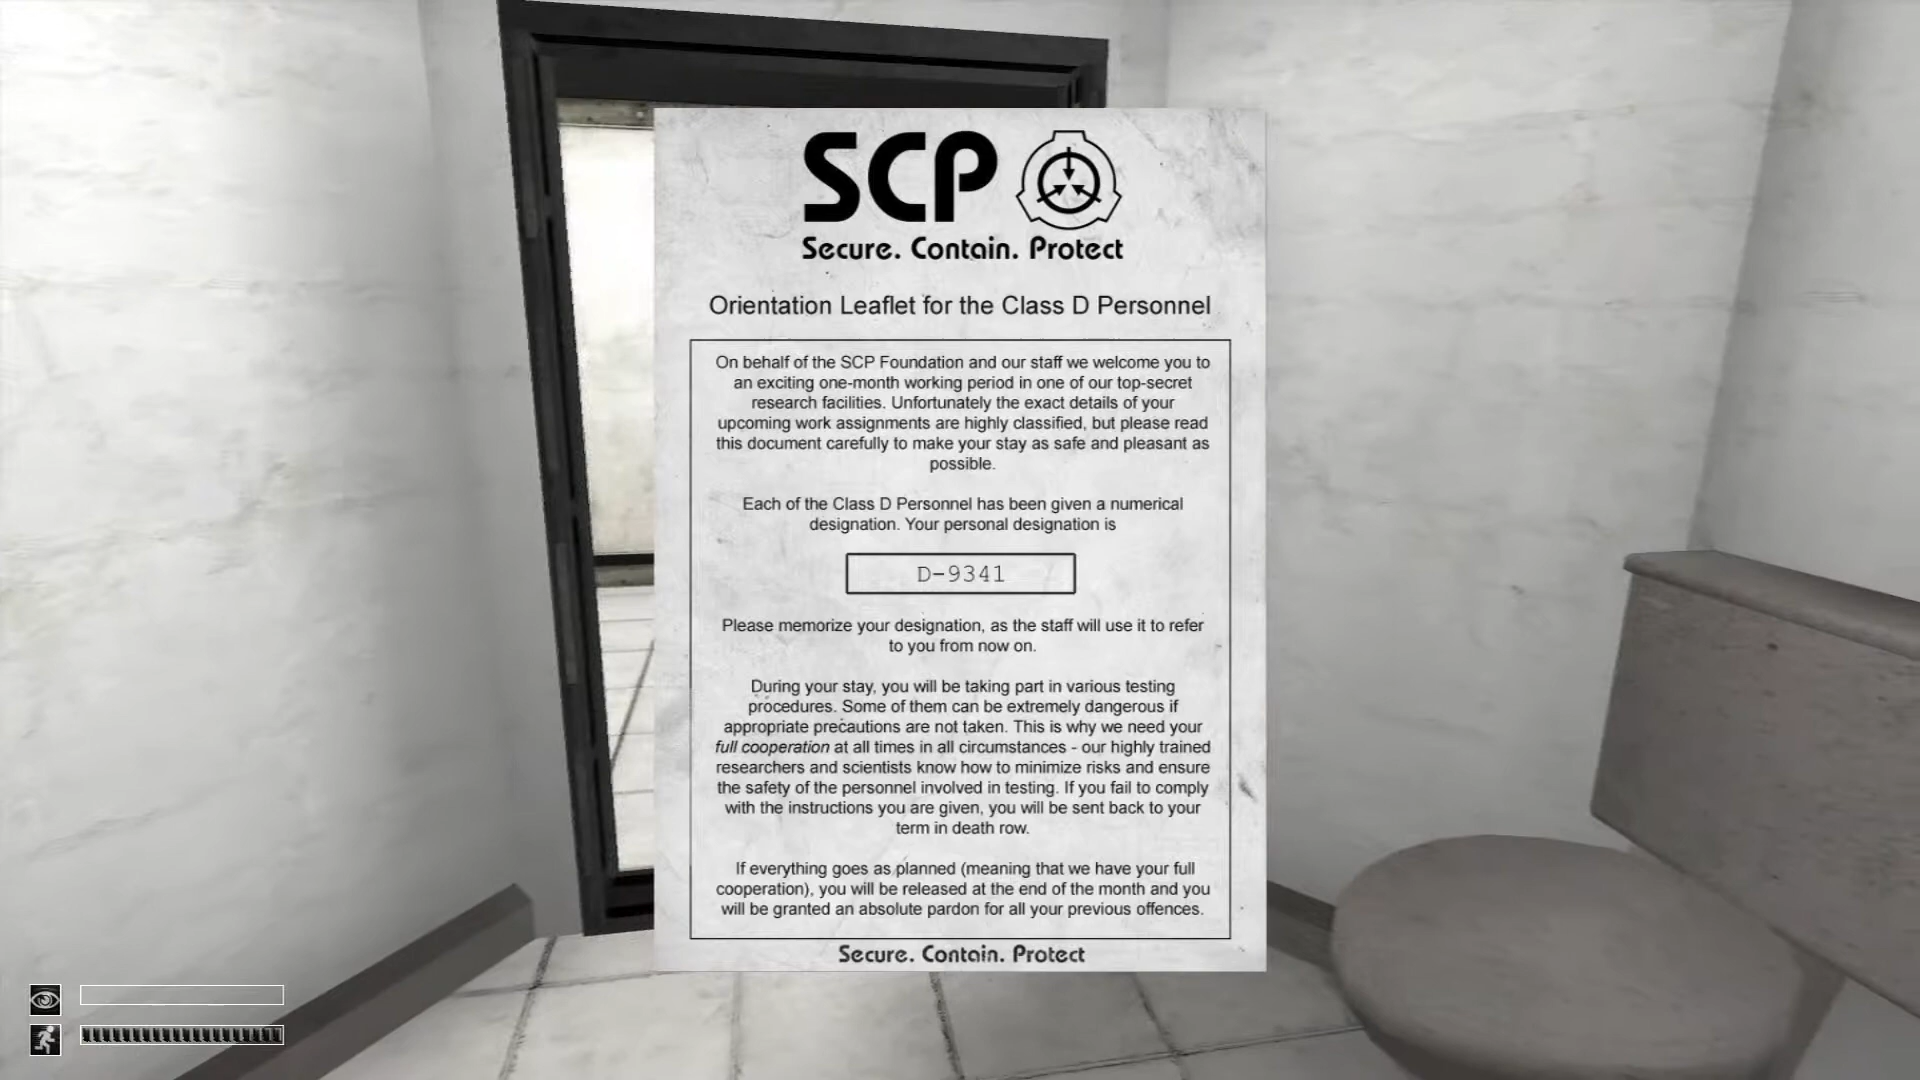 SCP
Secure. Contain. Protect
Orientation Leaflet for the Class D Personnel
On behalf of the SCP Foundation and our staff we welcome you to
an exciting one-month working period in one of our top-secret
research facilities. Unfortunately the exact details of your
upcoming work assignments are highly classified, but please read
this document carefully to make your stay as safe and pleasant as
possible.
Each of the Class D Personnel has been given a numerical
designation. Your personal designation is
D-9341
Please memorize your designation, as the staff will use it to refer
to you from now on.
During your stay, you will be taking part in various testing
procedures. Some of them can be extremely dangerous if
appropriate precautions are not taken. This is why we need your
full cooperation at all times in all circumstances - our highly trained
researchers and scientists know how to minimize risks and ensure
the safety of the personnel involved in testing. If you fail to comply
with the instructions you are given, you will be sent back to your
term in death row.
If everything goes as planned (meaning that we have your full
cooperation), you will be released at the end of the month and you
will be granted an absolute pardon for all your previous offences.
Secure. Contain. Protect